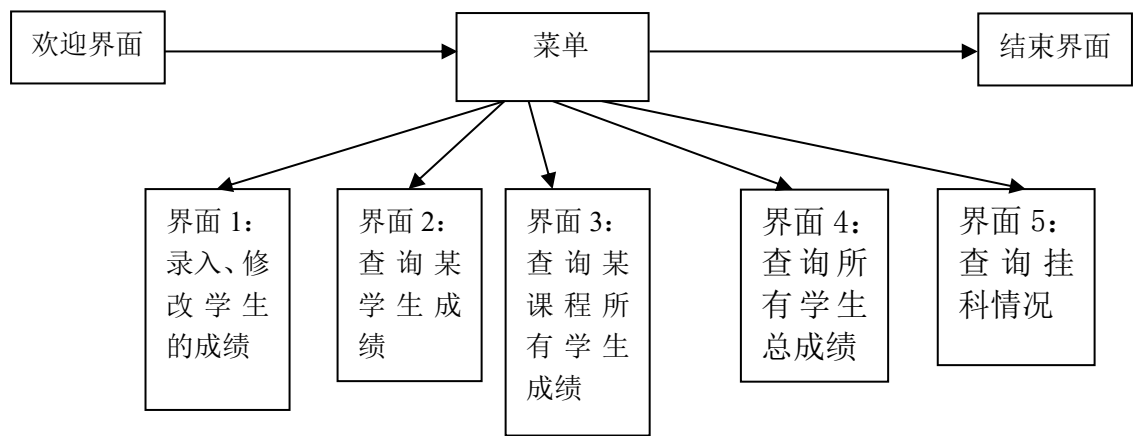 欢迎界面
菜单
结束界面
界面 1：
录入、修
改学生
的成绩
界面 2：
查询某
学生成
绩
界面 3：
查询某
课程所
有学生
成绩
界面 4：
查询所
有学生
总成绩
界面 5：
查询挂
科情况